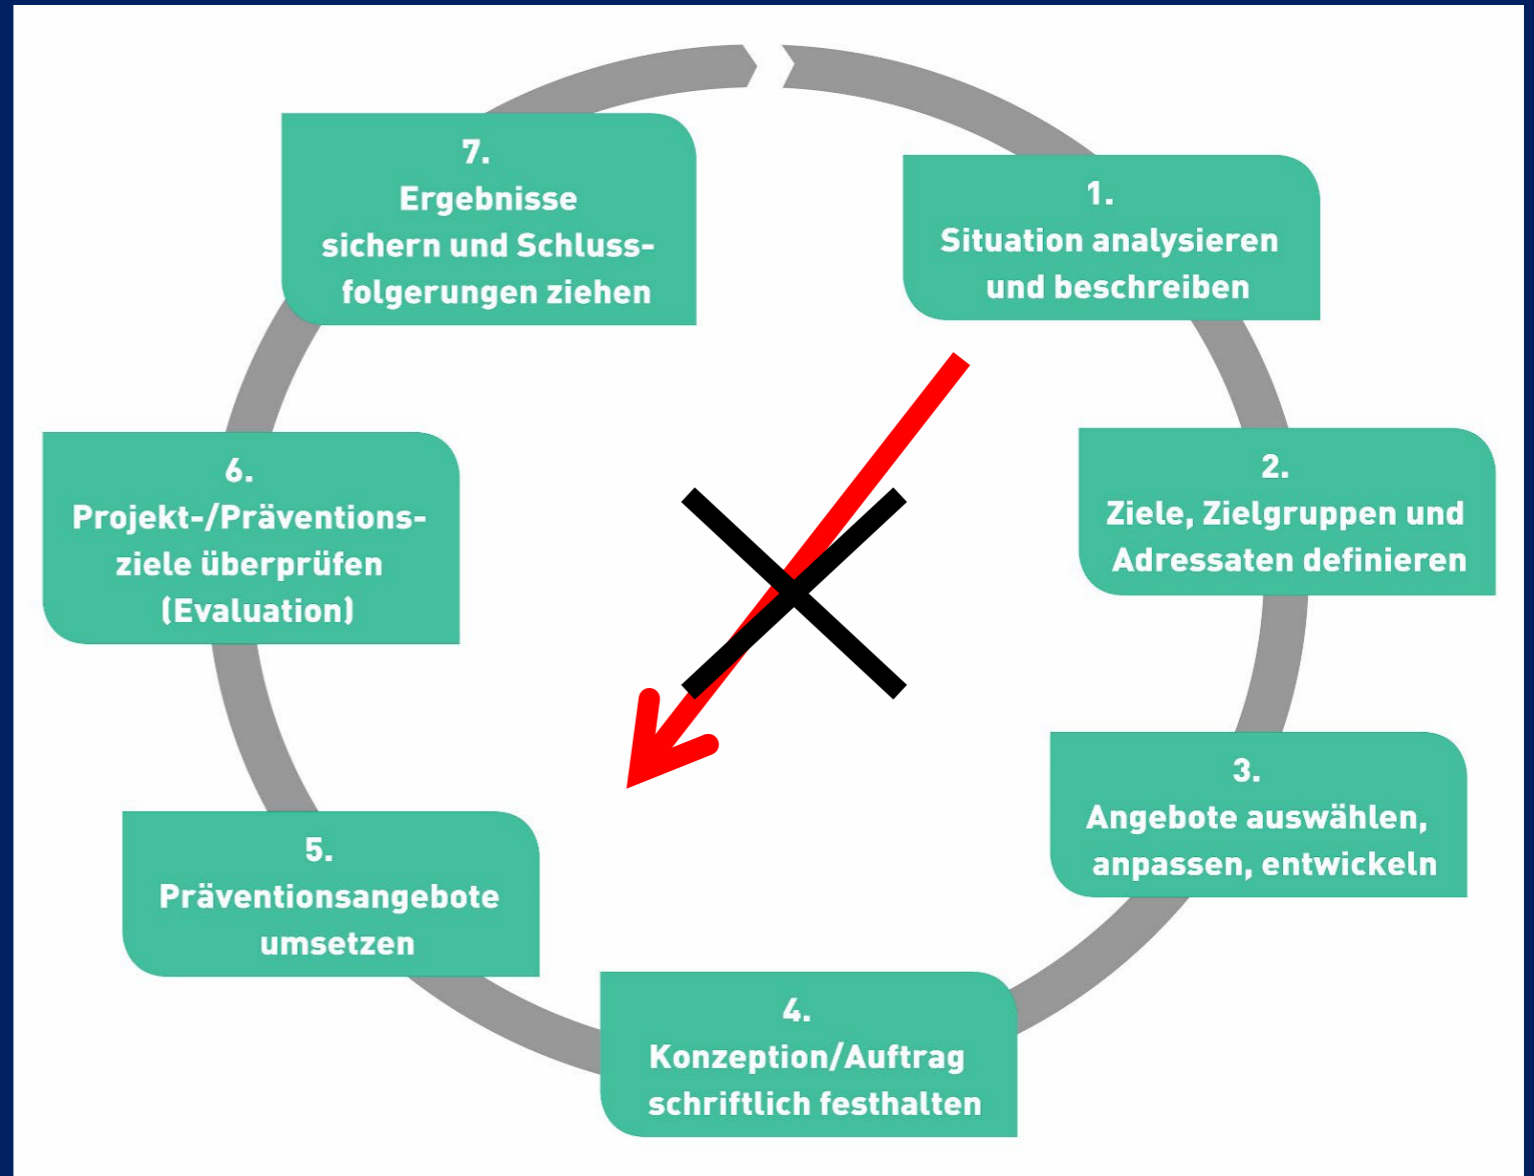 1.
Situation analysieren
und beschreiben
2.
Ziele, Zielgruppen und
Adressaten definieren
3.
Angebote auswählen,
anpassen, entwickeln
4.
Konzeption/Auftrag
schriftlich festhalten
5.
Präventionsangebote
umsetzen
6.
Projekt-/Präventions-
ziele überprüfen
(Evaluation)
7.
Ergebnisse
sichern und Schluss-
folgerungen ziehen